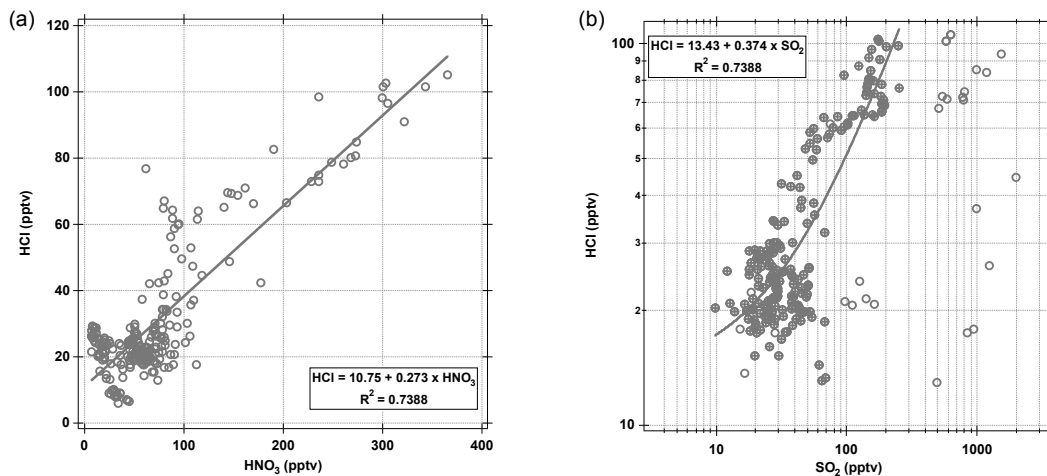 (a)
120
100
80
60
40
20
0
HCl (pptv)
HCl = 10.75 + 0.273 x HNO₃
R² = 0.7388
0 100 200 300 400
HNO₃ (pptv)
(b)
HCl = 13.43 + 0.374 x SO₂
R² = 0.7388
100
9
8
7
6
5
4
3
2
10
HCl (pptv)
10 100 1000
SO₂ (pptv)